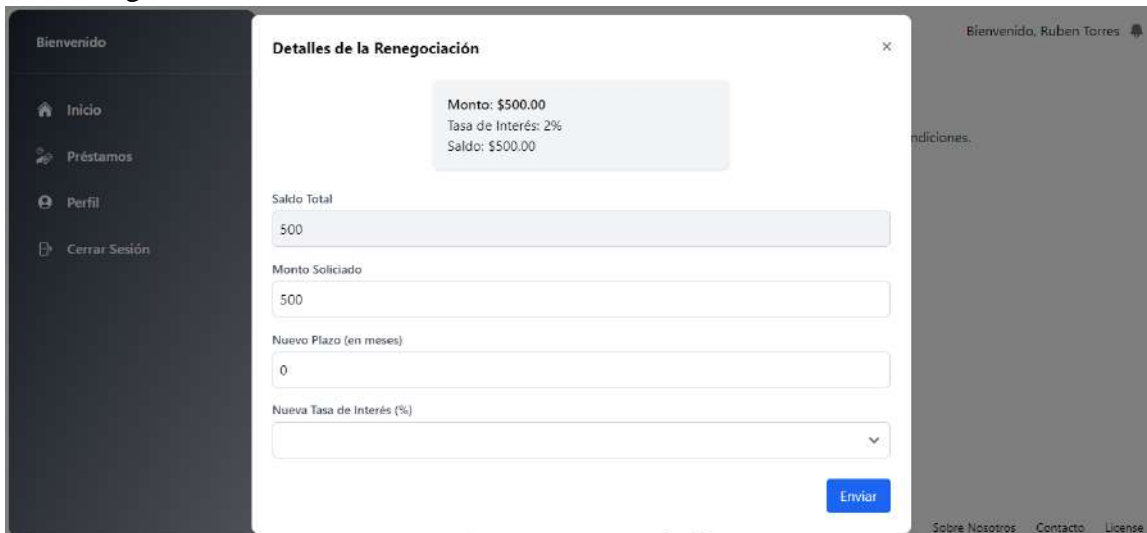 Bienvenido
Inicio
Préstamos
Perfil
Cerrar Sesión
Detalles de la Renegociación
×
Monto: $500.00
Tasa de Interés: 2%
Saldo: $500.00
Saldo Total
500
Monto Soliciado
500
Nuevo Plazo (en meses)
0
Nueva Tasa de Interés (%)
Enviar
Bienvenido, Ruben Torres
ndiciones.
Sobre Nosotros Contacto License